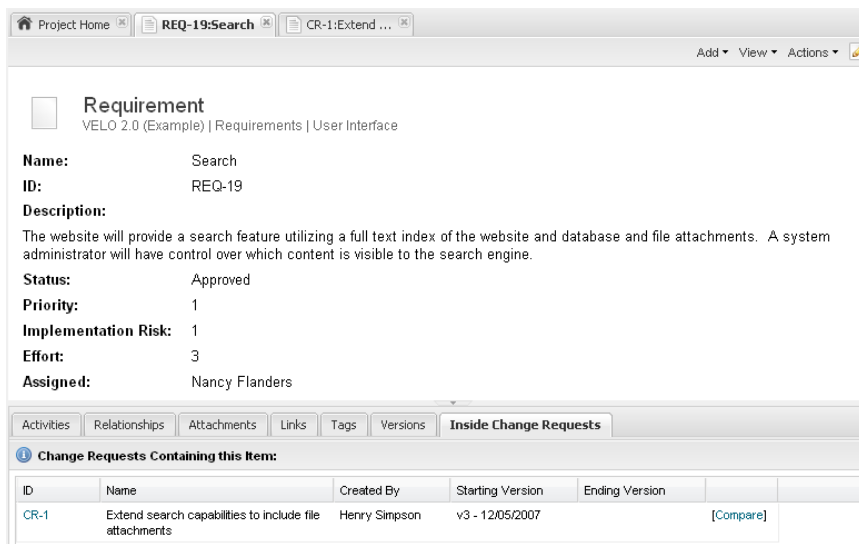 Project Home REQ-19:Search CR-1:Extend ...
Add View Actions
Requirement
VELO 2.0 (Example) | Requirements | User Interface
Name: Search
ID: REQ-19
Description:
The website will provide a search feature utilizing a full text index of the website and database and file attachments. A system
administrator will have control over which content is visible to the search engine.
Status: Approved
Priority: 1
Implementation Risk: 1
Effort: 3
Assigned: Nancy Flanders
Activities Relationships Attachments Links Tags Versions Inside Change Requests
Change Requests Containing this Item:
ID Name Created By Starting Version Ending Version
CR-1 Extend search capabilities to include file Henry Simpson v3 - 12/05/2007 [Compare]
attachments